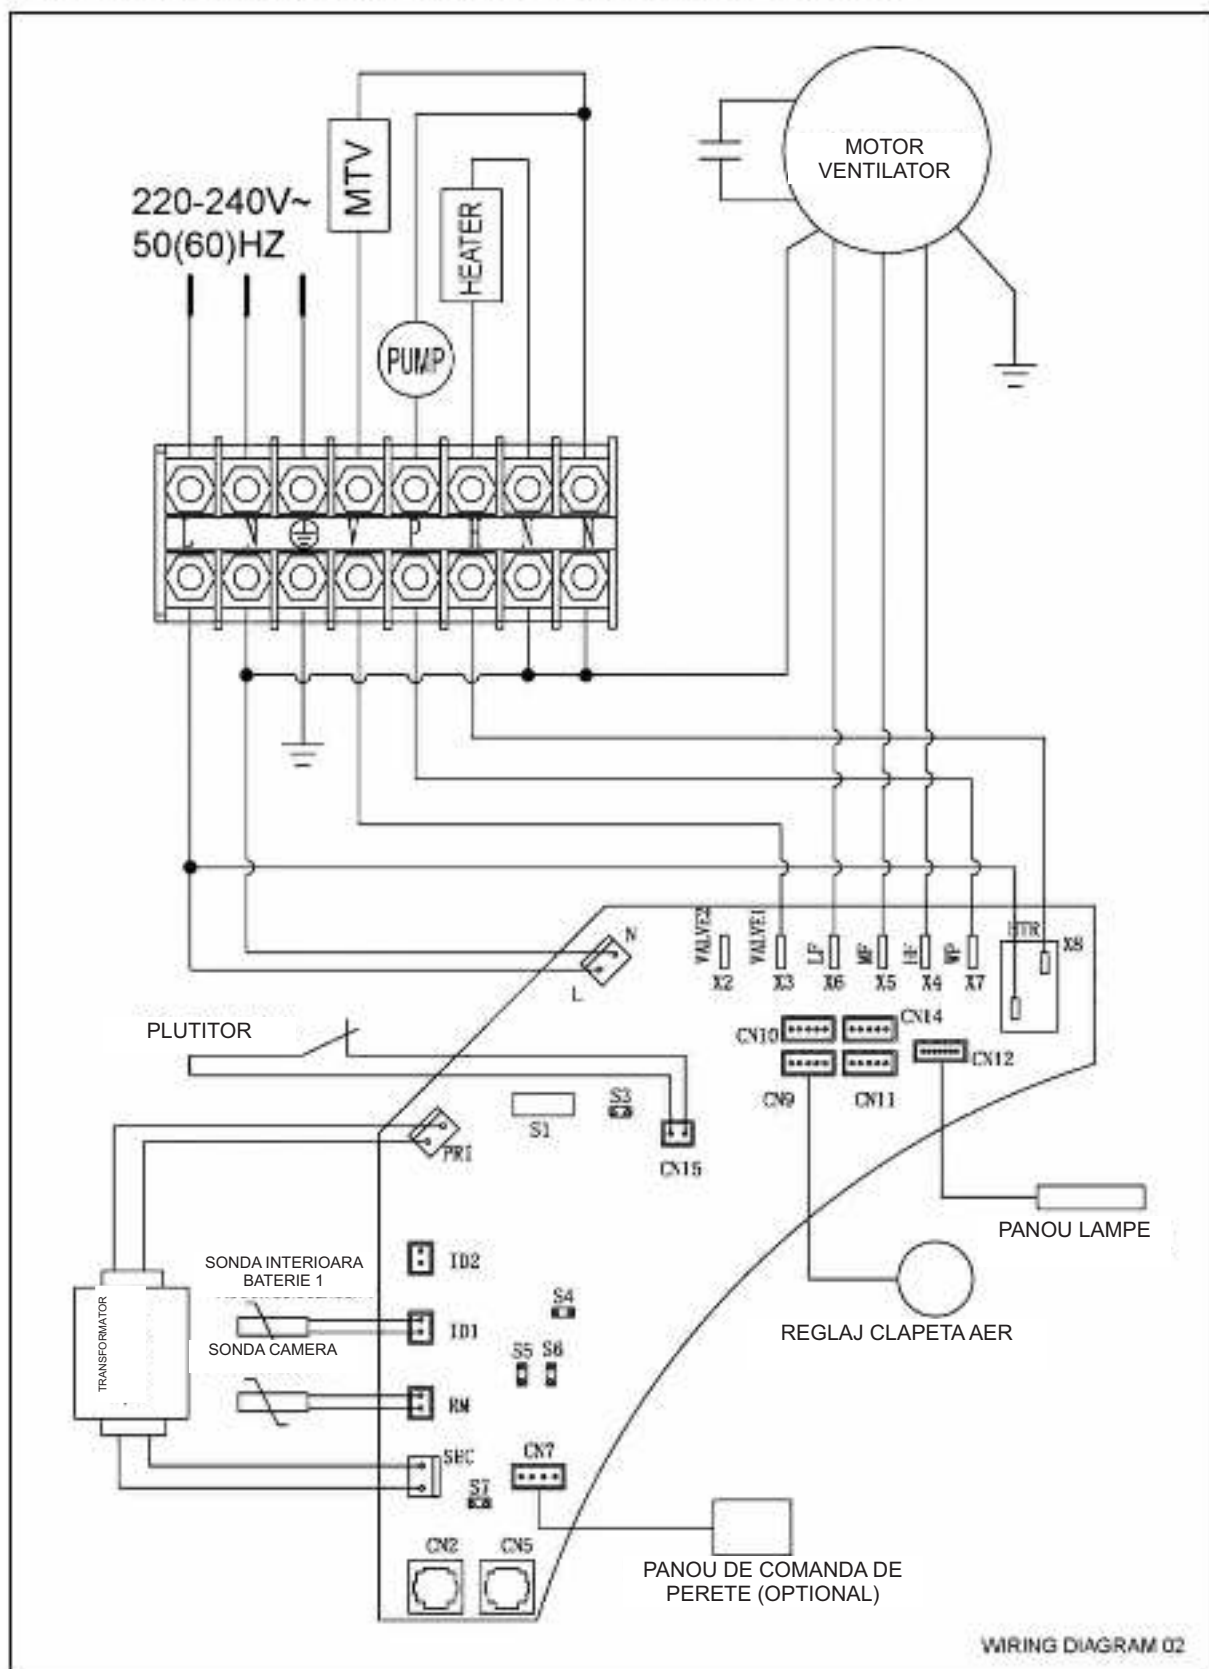 MOTOR
VENTILATOR
MTV
220-240V~
50(60)HZ
HEATER
PUMP
L N V P H N N
VALVE2
VALVE1
LF
MF
HF
WP
HTR
X8
N
L
X2 X3 X6 X5 X4 X7
PLUTITOR
CN10
CN14
CN12
CN9
CN11
S1
S3
PRI
CN15
PANOU LAMPE
SONDA INTERIOARA
BATERIE 1
ID2
TRANSFORMATOR
S4
ID1
SONDA CAMERA
REGLAJ CLAPETA AER
S5 S6
RM
SEC
CN7
S7
CN2
CN5
PANOU DE COMANDA DE
PERETE (OPTIONAL)
WIRING DIAGRAM 02